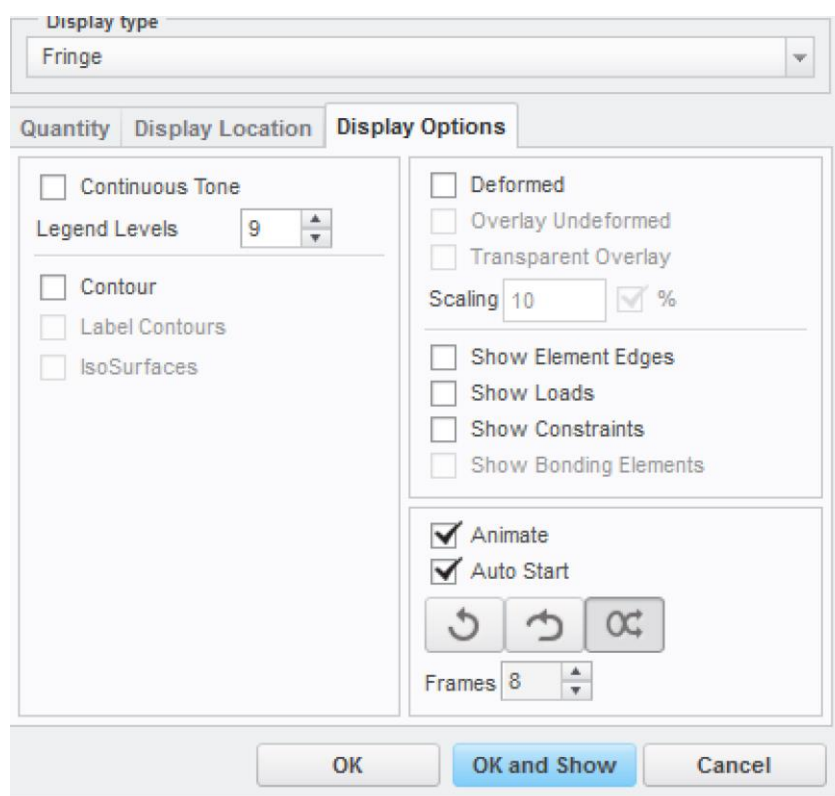 Display type
Fringe
Quantity Display Location Display Options
Continuous Tone
Legend Levels 9
Contour
Label Contours
IsoSurfaces
Deformed
Overlay Undeformed
Transparent Overlay
Scaling 10 %
Show Element Edges
Show Loads
Show Constraints
Show Bonding Elements
Animate
Auto Start
Frames 8
OK OK and Show Cancel